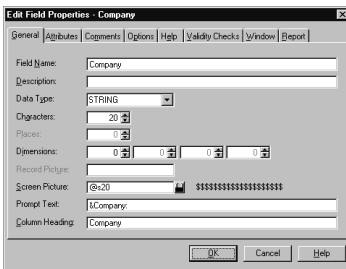 Edit Field Properties - Company
General Attributes Comments Options Help Validity Checks Window Report
Field Name: Company
Description:
Data Type: STRING
Characters: 20
Places: 0
Dimensions: 0 0 0 0
Record Picture:
Screen Picture: @s20 $$$$$$$$$$$$$$$$$$$$
Prompt Text: &Company:
Column Heading: Company
OK Cancel Help